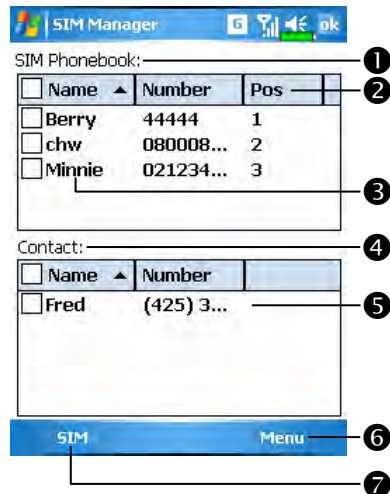 SIM Manager G ok
SIM Phonebook: 1
Name Number Pos 2
Berry 44444 1
chw 080008... 2
Minnie 021234... 3
3
Contact: 4
Name Number
Fred (425) 3... 5
SIM Menu 6
7